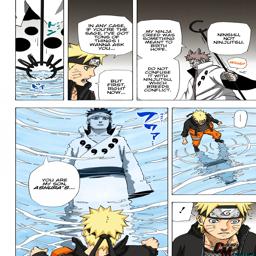 IN ANY CASE,
IF YOU'RE THE
SAGE, I'VE GOT
TONS OF
THINGS I
WANNA ASK
YOU...
BUT
FIRST,
RIGHT
NOW...
MY NINJA
CREED WAS
SOMETHING
MEANT TO
BIRTH
HOPE.
DO NOT
CONFUSE IT
WITH
NINJUTSU,
WHICH
BREEDS
CONFLICT.
NINSHU,
NOT
NINJUTSU.
YOU ARE
MY SON,
ASHURA'S...
!